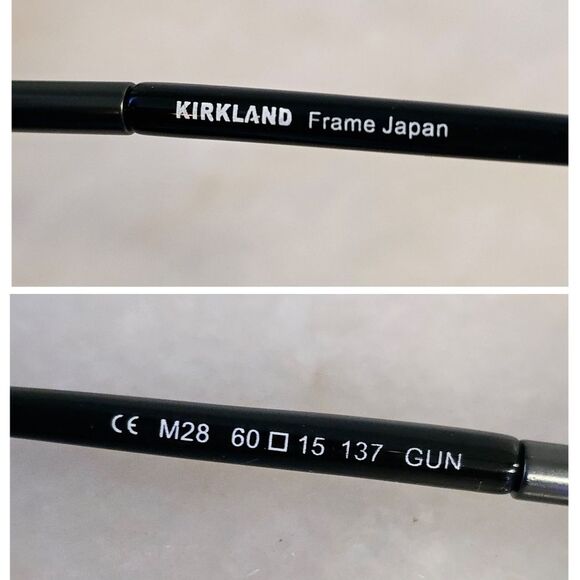 KIRKLAND Frame Japan
CE M28 60□15 137 GUN